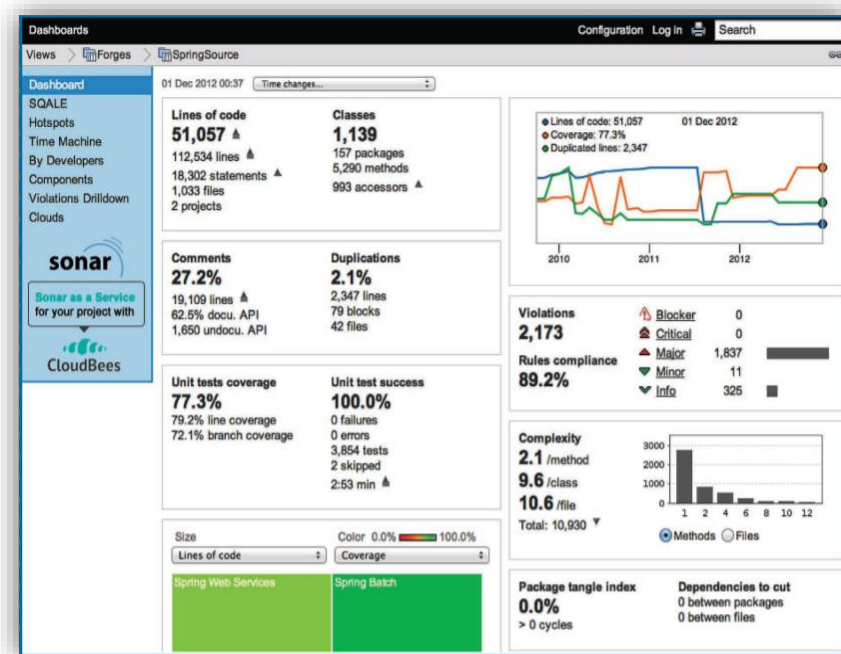 Dashboards
Configuration Log in Search
Views Forges SpringSource
Dashboard
SQALE
Hotspots
Time Machine
By Developers
Components
Violations Drilldown
Clouds
sonar
Sonar as a Service
for your project with
CloudBees
01 Dec 2012 00:37 Time changes...
Lines of code
51,057
112,534 lines
18,302 statements
1,033 files
2 projects
Classes
1,139
157 packages
5,290 methods
993 accessors
Comments
27.2%
19,109 lines
62.5% docu. API
1,650 undocu. API
Duplications
2.1%
2,347 lines
79 blocks
42 files
Unit tests coverage
77.3%
79.2% line coverage
72.1% branch coverage
Unit test success
100.0%
0 failures
0 errors
3,854 tests
2 skipped
2:53 min
Size
Lines of code
Color 0.0% 100.0%
Coverage
Spring Web Services
Spring Batch
Lines of code: 51,057 01 Dec 2012
Coverage: 77.3%
Duplicated lines: 2,347
2010 2011 2012
Violations
2,173
Rules compliance
89.2%
Blocker 0
Critical 0
Major 1,837
Minor 11
Info 325
Complexity
2.1 /method
9.6 /class
10.6 /file
Total: 10,930
3000
2000
1000
0
1 2 4 6 8 10 12
Methods Files
Package tangle index
0.0%
> 0 cycles
Dependencies to cut
0 between packages
0 between files